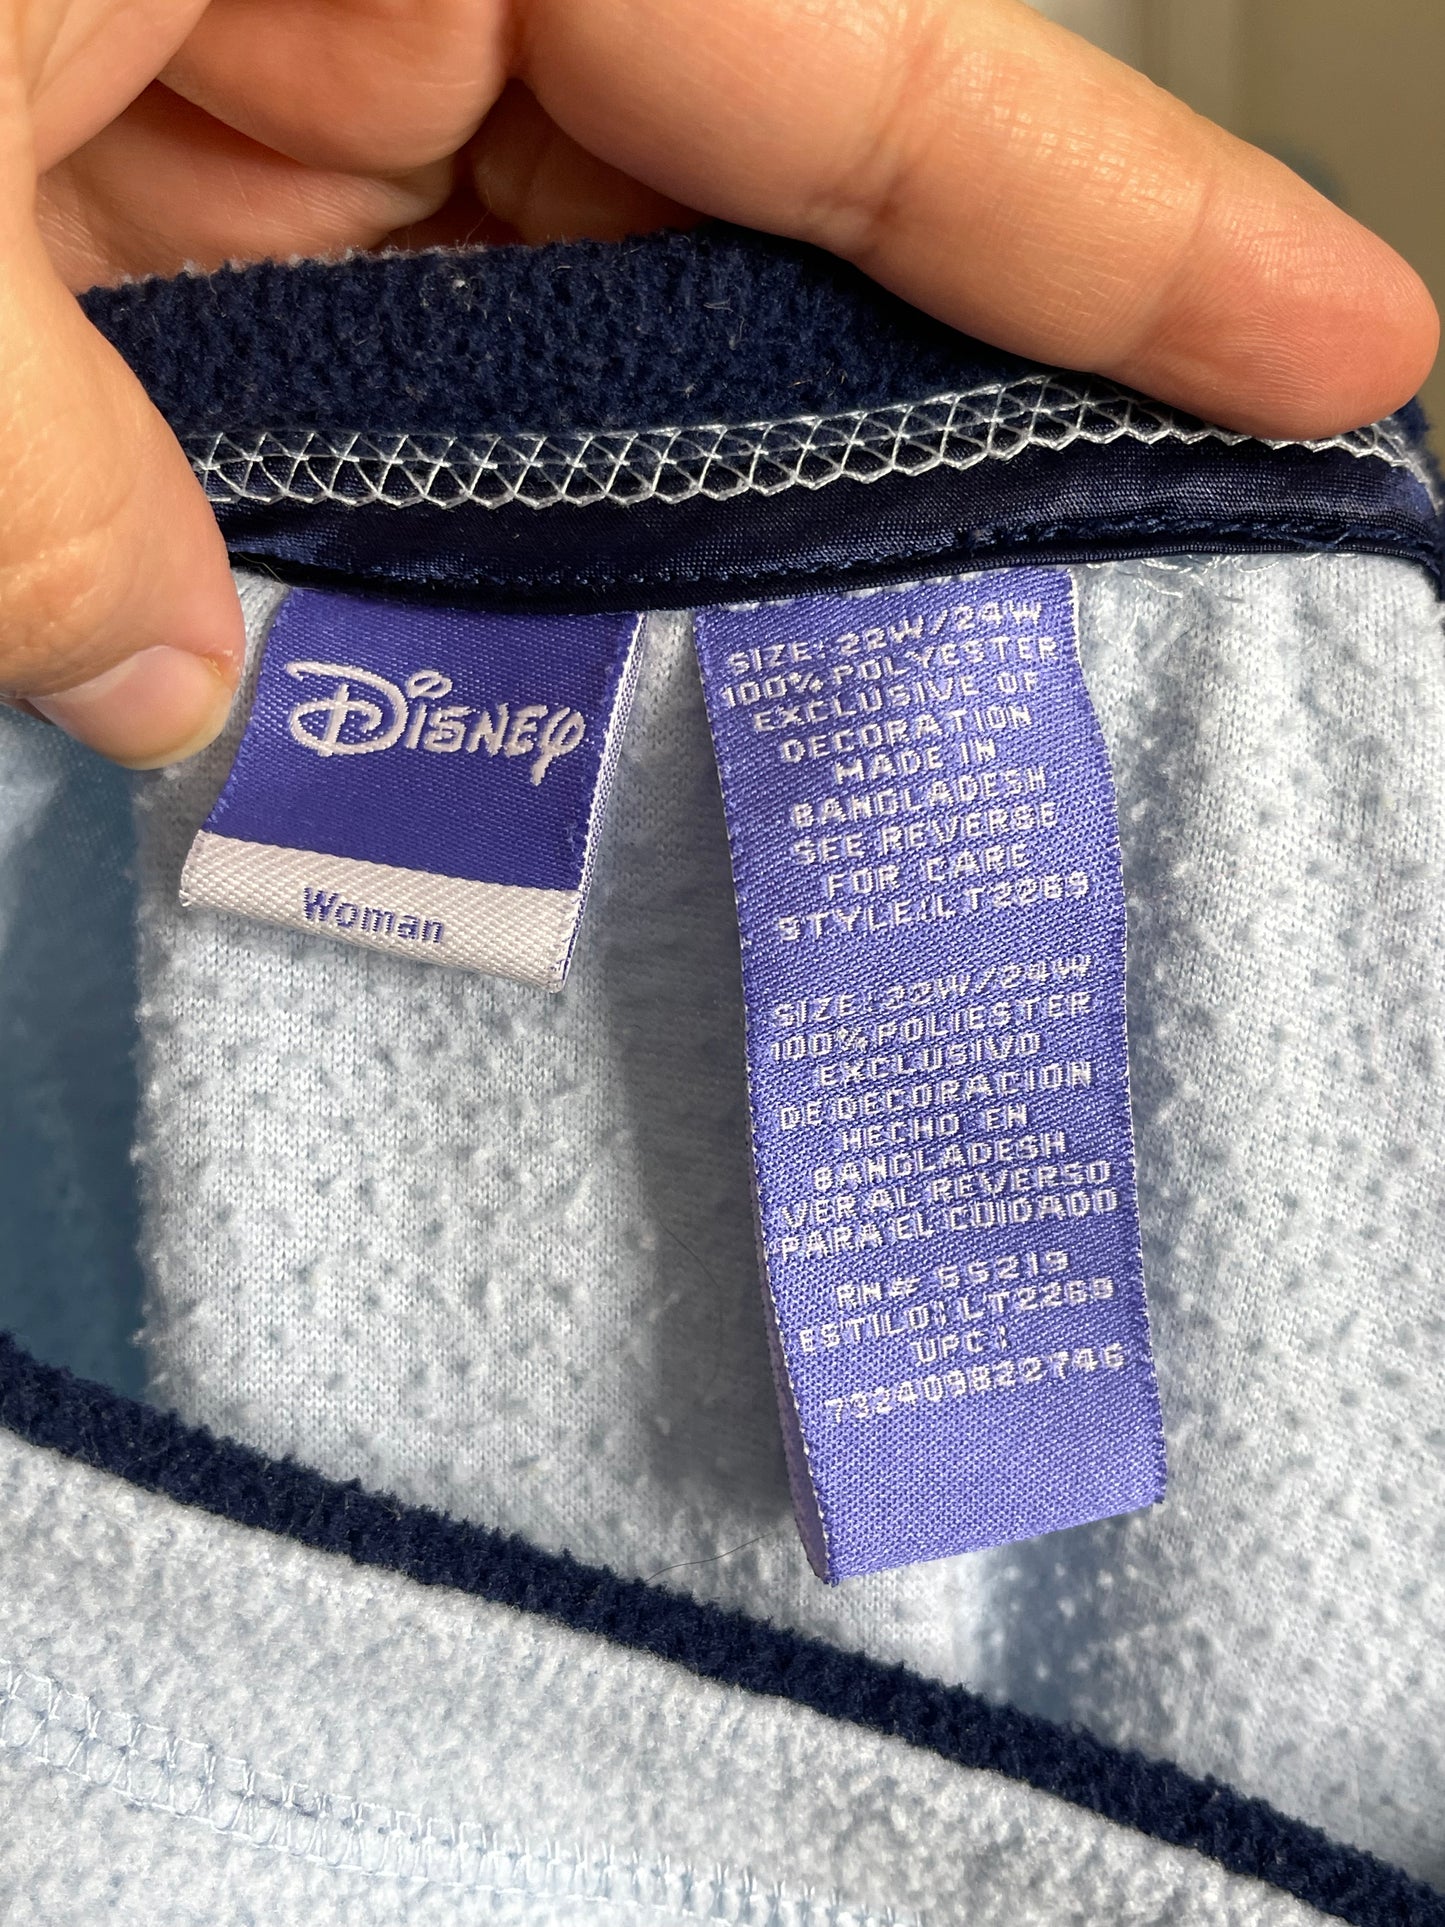 DISNEY
Woman
SIZE: 22W/24W
100% POLYESTER
EXCLUSIVE OF
DECORATION
MADE IN
BANGLADESH
SEE REVERSE
FOR CARE
STYLE: LT2269
SIZE: 22W/24W
100% POLIESTER
EXCLUSIVO
DE DECORACION
HECHO EN
BANGLADESH
VER AL REVERSO
PARA EL CUIDADO
RN# 55219
ESTILO: LT2269
UPC:
732409822746